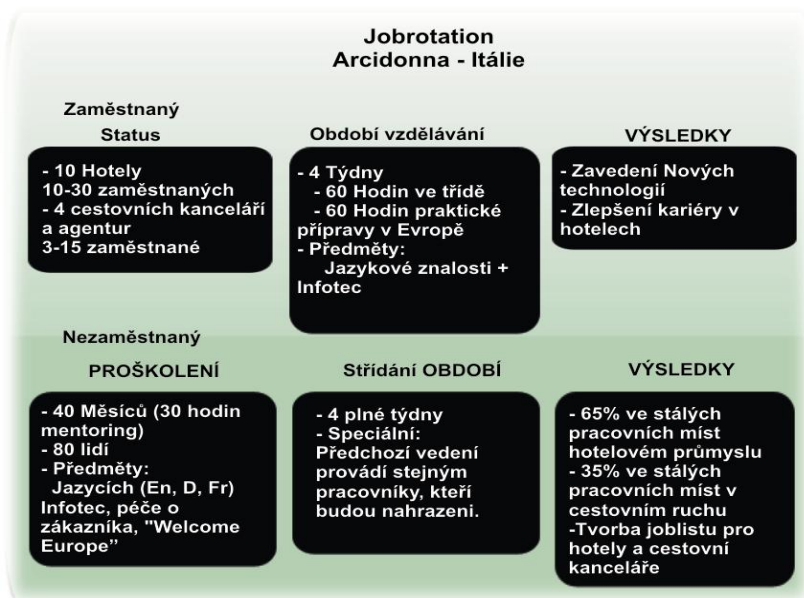 Jobrotation
Arcidonna - Itálie
Zaměstnaný
Status
- 10 Hotely
10-30 zaměstnaných
- 4 cestovních kanceláří
a agentur
3-15 zaměstnané
Období vzdělávání
- 4 Týdny
- 60 Hodin ve třídě
- 60 Hodin praktické
přípravy v Evropě
- Předměty:
Jazykové znalosti +
Infotec
VÝSLEDKY
- Zavedení Nových
technologií
- Zlepšení kariéry v
hotelech
Nezaměstnaný
PROŠKOLENÍ
- 40 Měsíců (30 hodin
mentoring)
- 80 lidí
- Předměty:
Jazycích (En, D, Fr)
Infotec, péče o
zákazníka, "Welcome
Europe”
Střídání OBDOBÍ
- 4 plné týdny
- Speciální:
Předchozí vedení
provádí stejným
pracovníky, kteří
budou nahrazeni.
VÝSLEDKY
- 65% ve stálých
pracovních míst
hotelovém průmyslu
- 35% ve stálých
pracovních míst v
cestovním ruchu
-Tvorba joblistu pro
hotely a cestovní
kanceláře